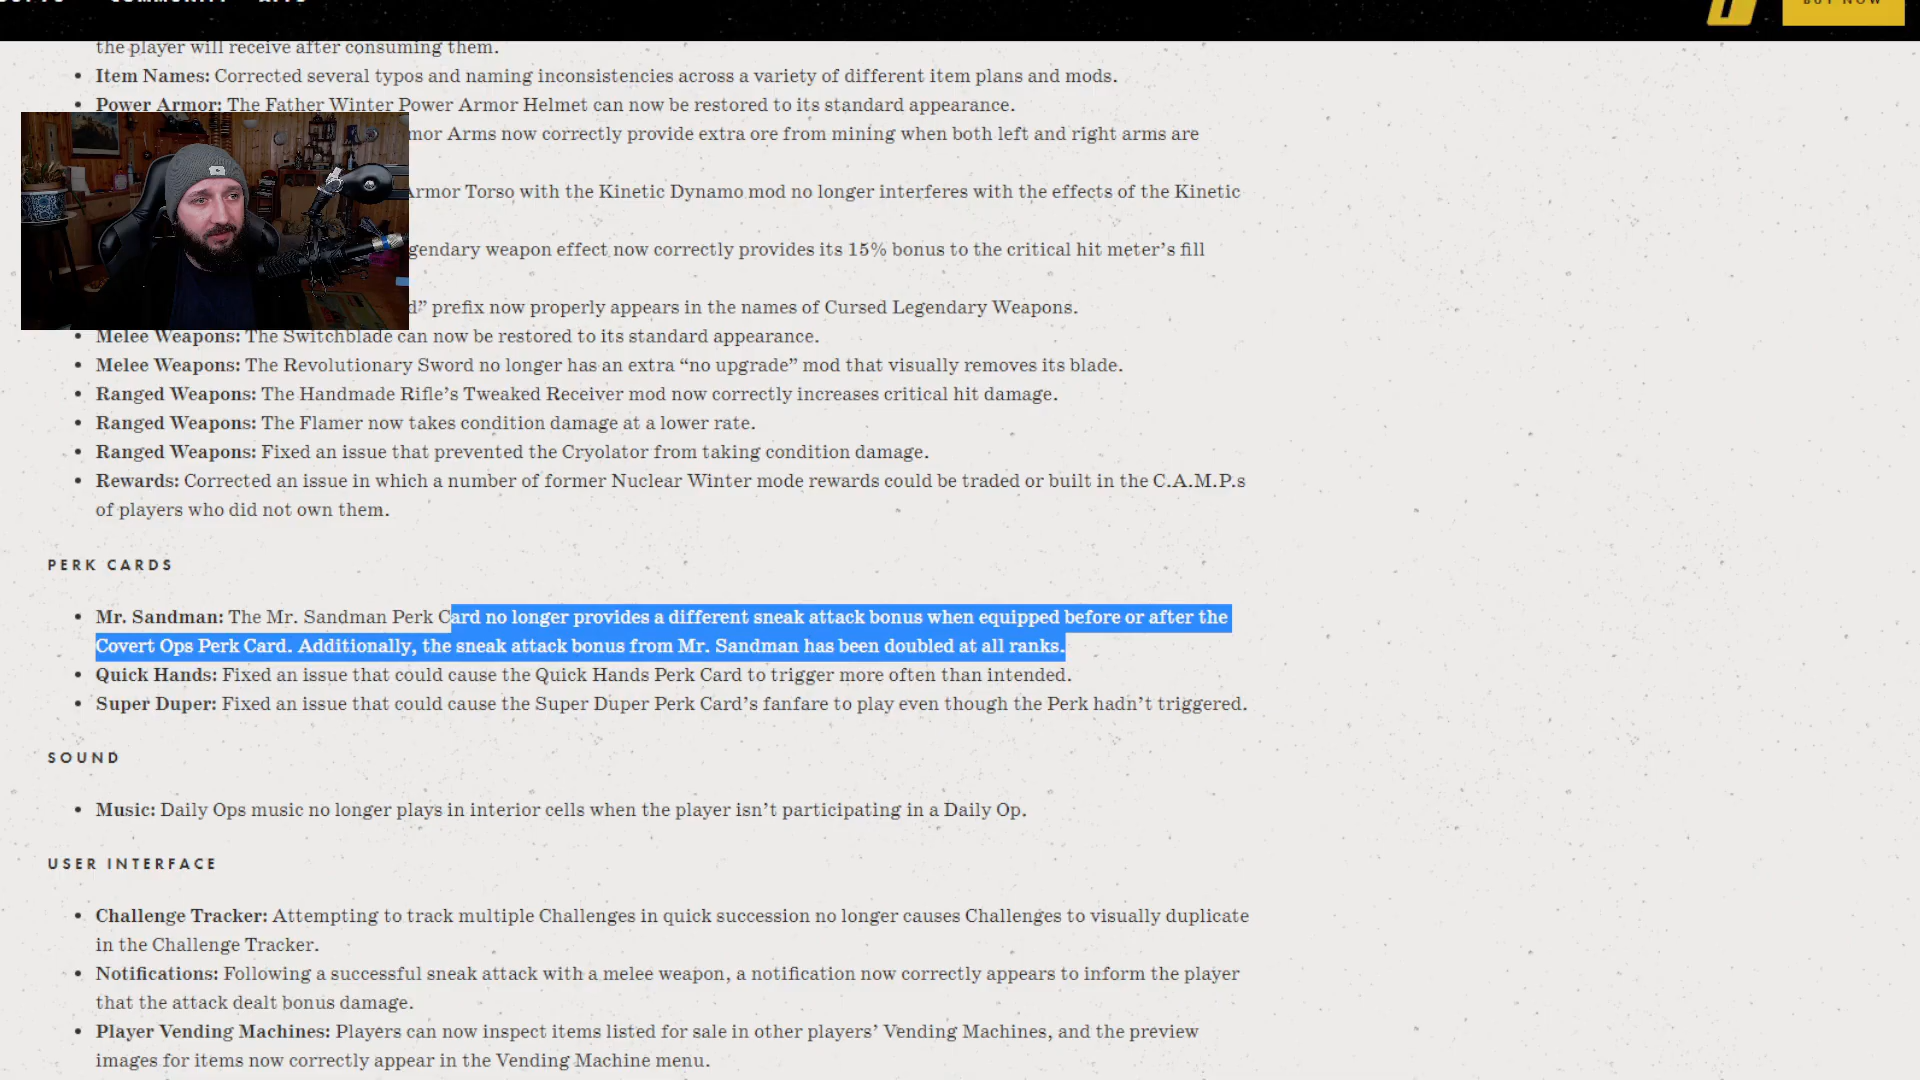 BUY NOW
the player will receive after consuming them.
• Item Names: Corrected several typos and naming inconsistencies across a variety of different item plans and mods.
• Power Armor: The Father Winter Power Armor Helmet can now be restored to its standard appearance.
mor Arms now correctly provide extra ore from mining when both left and right arms are
Armor Torso with the Kinetic Dynamo mod no longer interferes with the effects of the Kinetic
gendary weapon effect now correctly provides its 15% bonus to the critical hit meter’s fill
d” prefix now properly appears in the names of Cursed Legendary Weapons.
• Melee Weapons: The Switchblade can now be restored to its standard appearance.
• Melee Weapons: The Revolutionary Sword no longer has an extra “no upgrade” mod that visually removes its blade.
• Ranged Weapons: The Handmade Rifle’s Tweaked Receiver mod now correctly increases critical hit damage.
• Ranged Weapons: The Flamer now takes condition damage at a lower rate.
• Ranged Weapons: Fixed an issue that prevented the Cryolator from taking condition damage.
• Rewards: Corrected an issue in which a number of former Nuclear Winter mode rewards could be traded or built in the C.A.M.P.s
of players who did not own them.
PERK CARDS
• Mr. Sandman: The Mr. Sandman Perk Card no longer provides a different sneak attack bonus when equipped before or after the
Covert Ops Perk Card. Additionally, the sneak attack bonus from Mr. Sandman has been doubled at all ranks.
• Quick Hands: Fixed an issue that could cause the Quick Hands Perk Card to trigger more often than intended.
• Super Duper: Fixed an issue that could cause the Super Duper Perk Card’s fanfare to play even though the Perk hadn’t triggered.
SOUND
• Music: Daily Ops music no longer plays in interior cells when the player isn’t participating in a Daily Op.
USER INTERFACE
• Challenge Tracker: Attempting to track multiple Challenges in quick succession no longer causes Challenges to visually duplicate
in the Challenge Tracker.
• Notifications: Following a successful sneak attack with a melee weapon, a notification now correctly appears to inform the player
that the attack dealt bonus damage.
• Player Vending Machines: Players can now inspect items listed for sale in other players’ Vending Machines, and the preview
images for items now correctly appear in the Vending Machine menu.